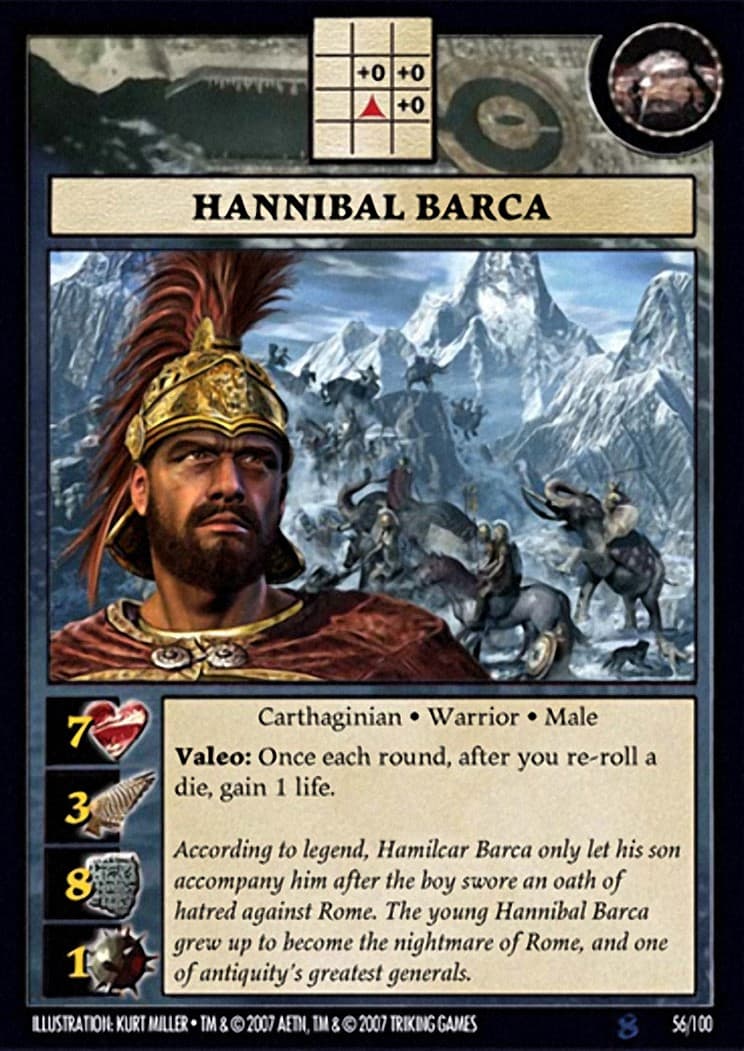 +0 +0
+0
HANNIBAL BARCA
7
3
8
1
Carthaginian • Warrior • Male
Valeo: Once each round, after you re-roll a
die, gain 1 life.
According to legend, Hamilcar Barca only let his son
accompany him after the boy swore an oath of
hatred against Rome. The young Hannibal Barca
grew up to become the nightmare of Rome, and one
of antiquity's greatest generals.
ILLUSTRATION: KURT MILLER • TM & © 2007 AETN, TM & © 2007 TRIKING GAMES
8
56/100